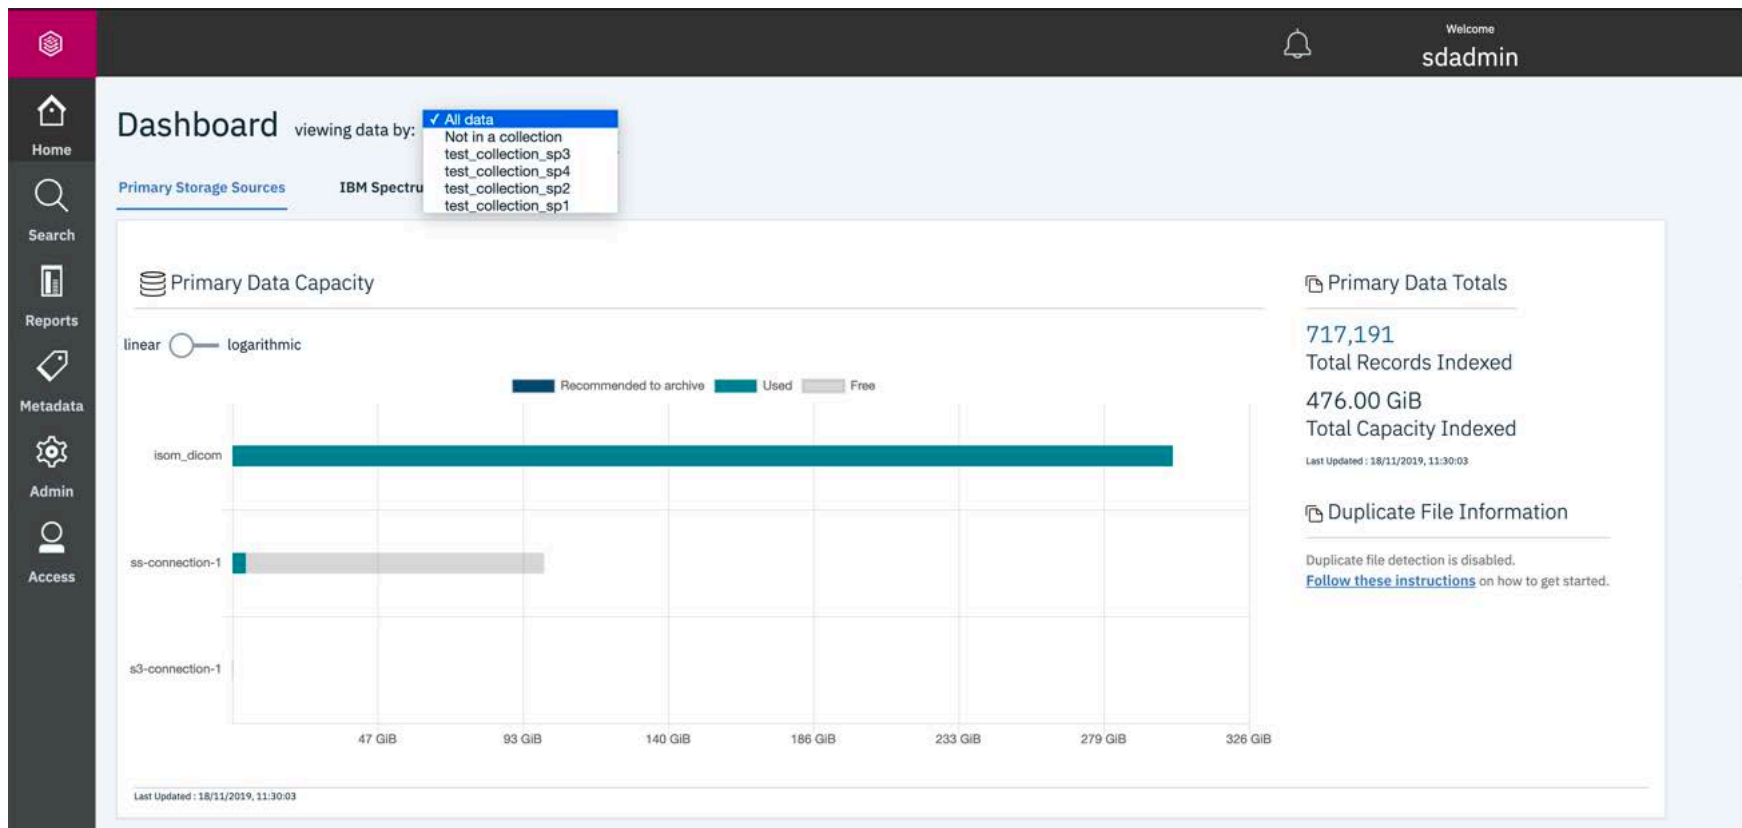 Welcome
sdadmin
Home
Search
Reports
Metadata
Admin
Access
Dashboard viewing data by:
✓ All data
Not in a collection
test_collection_sp3
test_collection_sp4
test_collection_sp2
test_collection_sp1
Primary Storage Sources
IBM Spectru
Primary Data Capacity
linear
logarithmic
Recommended to archive
Used
Free
isom_dicom
ss-connection-1
s3-connection-1
47 GiB
93 GiB
140 GiB
186 GiB
233 GiB
279 GiB
326 GiB
Last Updated : 18/11/2019, 11:30:03
Primary Data Totals
717,191
Total Records Indexed
476.00 GiB
Total Capacity Indexed
Last Updated : 18/11/2019, 11:30:03
Duplicate File Information
Duplicate file detection is disabled.
Follow these instructions on how to get started.